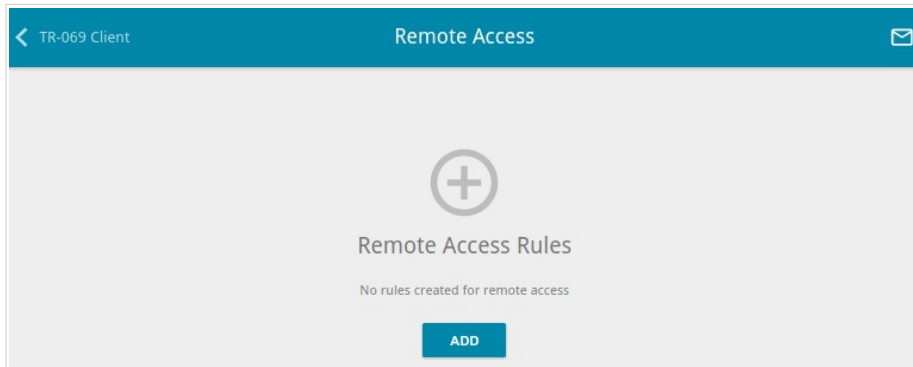 TR-069 Client
Remote Access
Remote Access Rules
No rules created for remote access
ADD